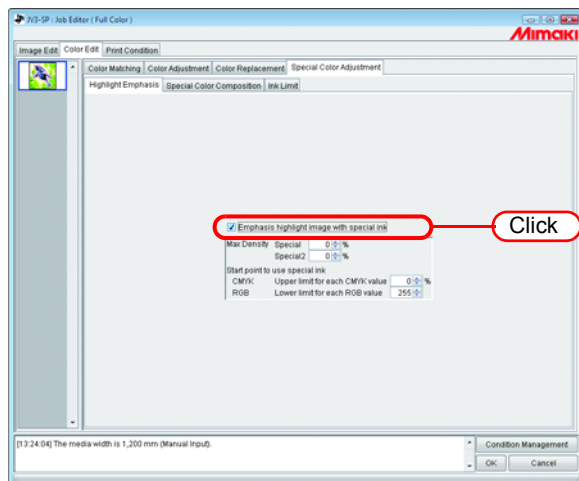 JV3-SP : Job Editor ( Full Color )
Mimaki
Image Edit Color Edit Print Condition
Color Matching Color Adjustment Color Replacement Special Color Adjustment
Highlight Emphasis Special Color Composition Ink Limit
Emphasis highlight image with special ink
Click
Max Density Special 0 %
Special2 0 %
Start point to use special ink
CMYK Upper limit for each CMYK value 0 %
RGB Lower limit for each RGB value 255
[13:24:04] The media width is 1,200 mm (Manual Input).
Condition Management
OK Cancel